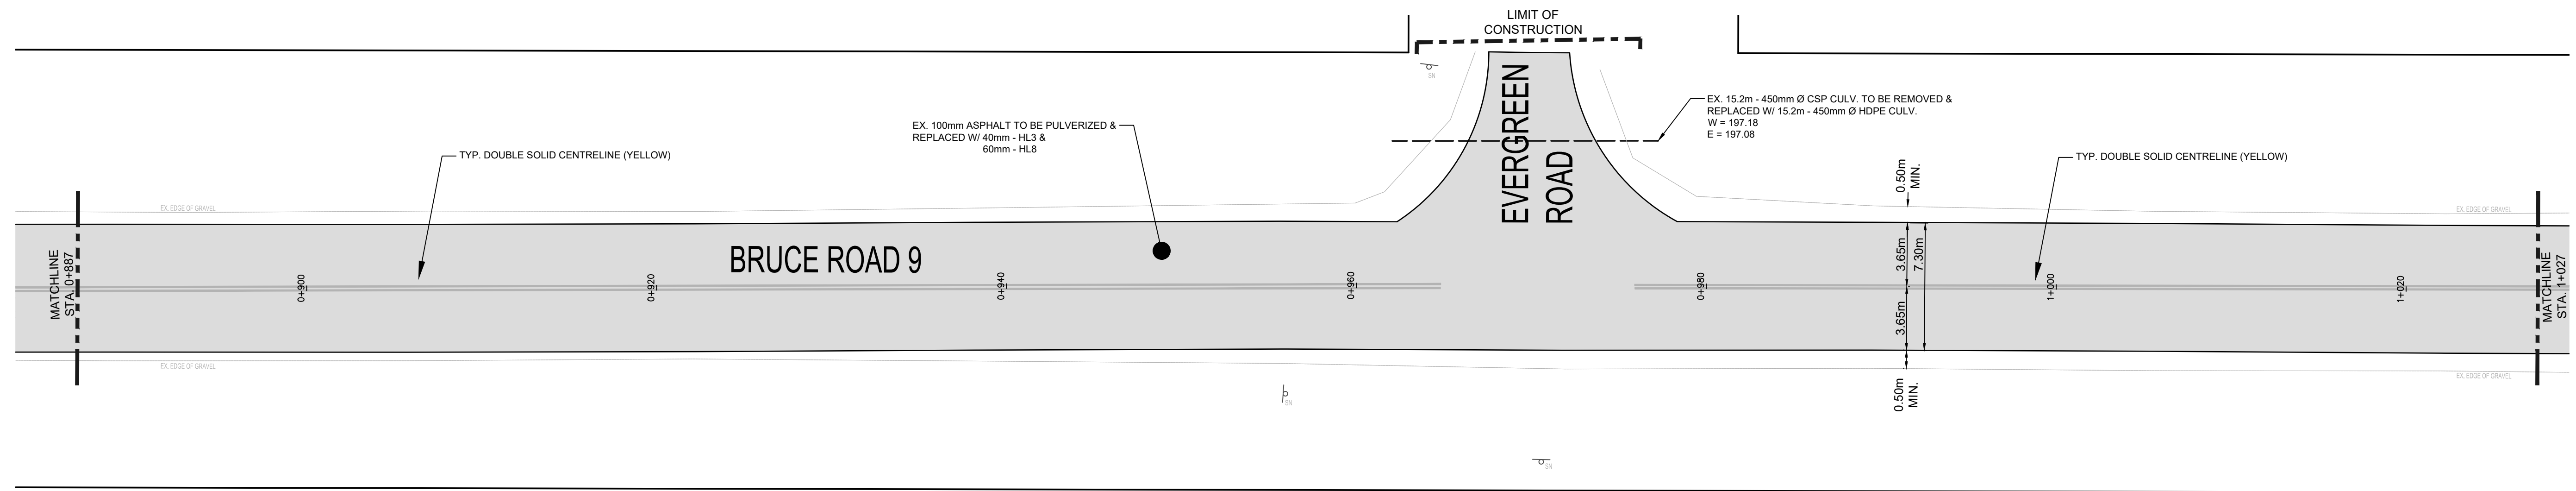 LIMIT OF
CONSTRUCTION
SN
EVERGREEN
ROAD
EX. 15.2m - 450mm Ø CSP CULV. TO BE REMOVED &
REPLACED W/ 15.2m - 450mm Ø HDPE CULV.
W = 197.18
E = 197.08
EX. 100mm ASPHALT TO BE PULVERIZED &
REPLACED W/ 40mm - HL3 &
60mm - HL8
TYP. DOUBLE SOLID CENTRELINE (YELLOW)
TYP. DOUBLE SOLID CENTRELINE (YELLOW)
0.50m
MIN.
EX. EDGE OF GRAVEL
EX. EDGE OF GRAVEL
BRUCE ROAD 9
MATCHLINE
STA. 0+887
0+900
0+920
0+940
0+960
0+980
3.65m
7.30m
3.65m
1+000
1+020
MATCHLINE
STA. 1+027
EX. EDGE OF GRAVEL
EX. EDGE OF GRAVEL
0.50m
MIN.
SN
SN